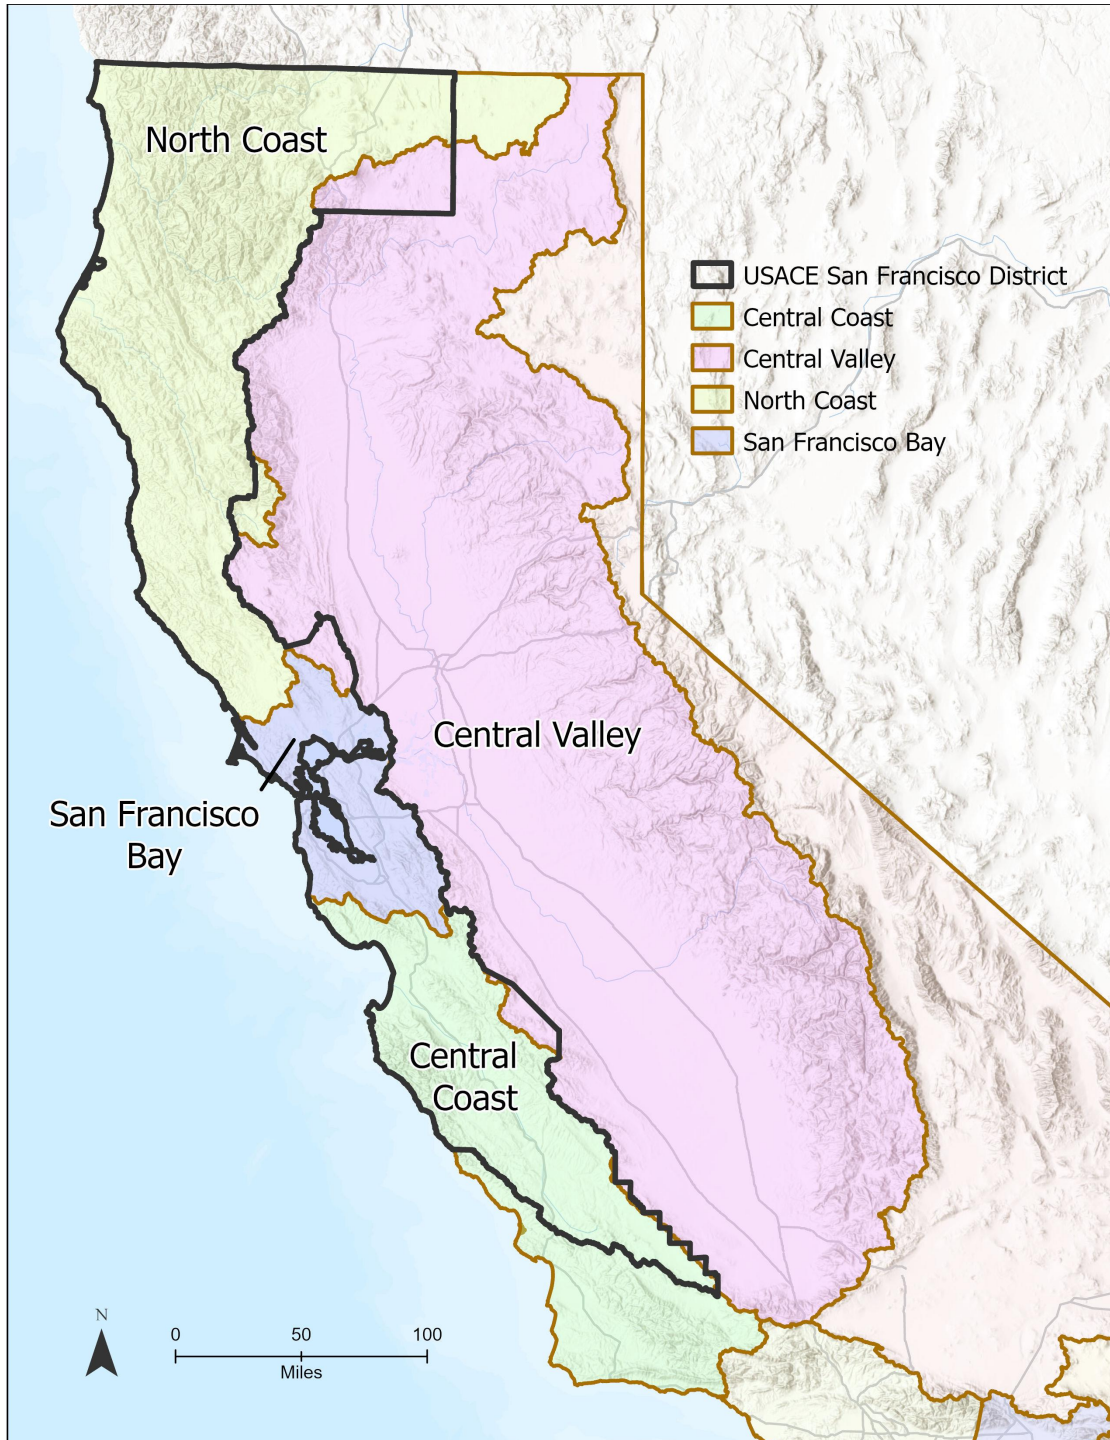 North Coast
USACE San Francisco District
Central Coast
Central Valley
North Coast
San Francisco Bay
Central Valley
San Francisco
Bay
Central
Coast
N
0 50 100
Miles